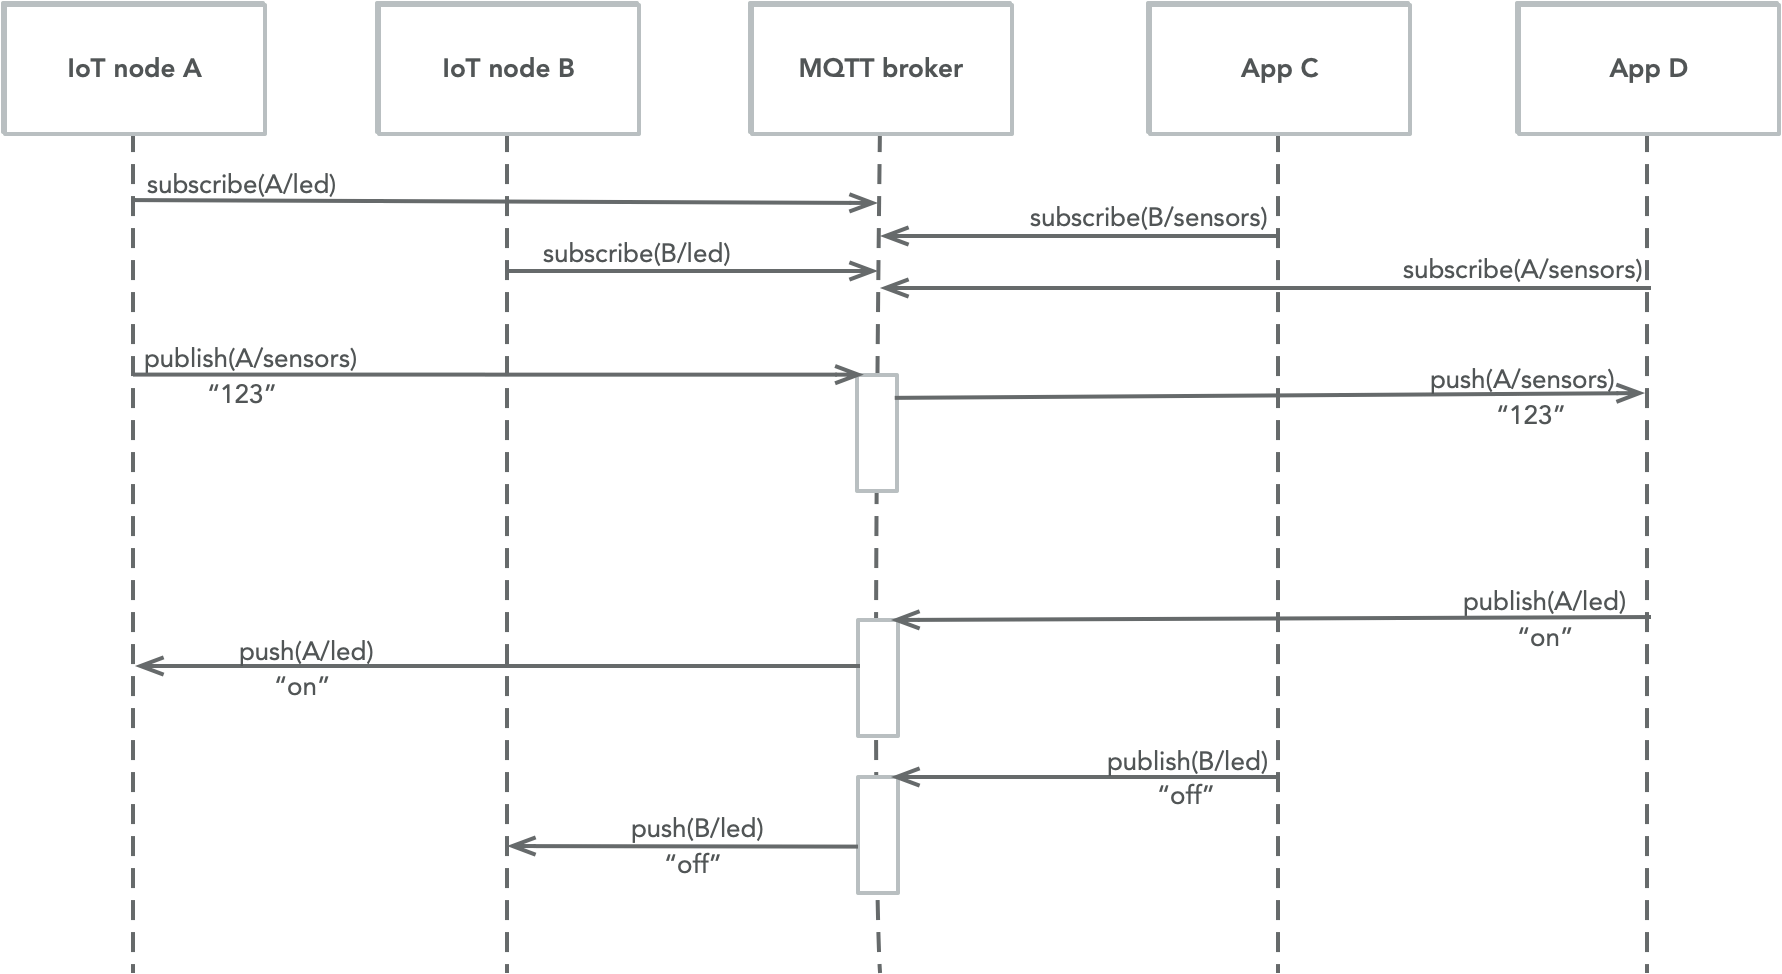 IoT node A
IoT node B
MQTT broker
App C
App D
subscribe(A/led)
subscribe(B/sensors)
subscribe(B/led)
subscribe(A/sensors)
publish(A/sensors)
“123”
push(A/sensors)
“123”
publish(A/led)
“on”
push(A/led)
“on”
publish(B/led)
“off”
push(B/led)
“off”